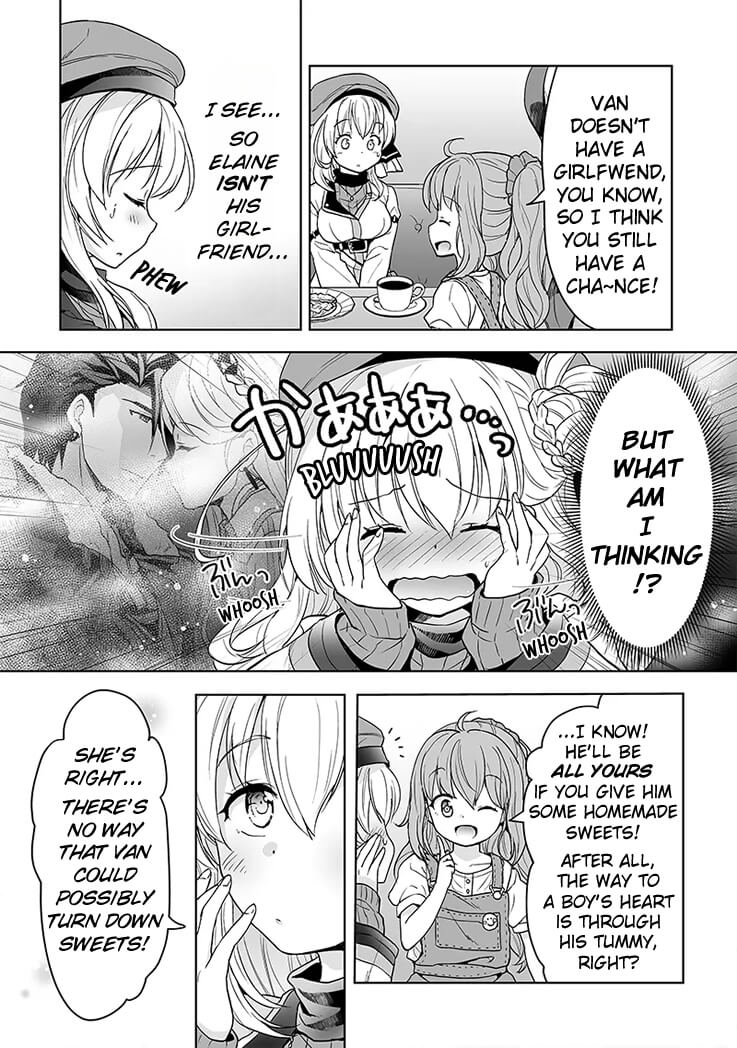 VAN
DOESN'T
HAVE A
GIRLFWEND,
YOU KNOW,
SO I THINK
YOU STILL
HAVE A
CHA~NCE!
I SEE...
SO
ELAINE
ISN'T
HIS
GIRL-
FRIEND...
PHEW
BUT
WHAT
AM
I
THINKING
!?
かぁぁぁ…っ
BLUUUUUSH
ぶんっ
WHOOSH
ぶんっ
WHOOSH
...I KNOW!
HE'LL BE
ALL YOURS
IF YOU GIVE HIM
SOME HOMEMADE
SWEETS!
AFTER ALL,
THE WAY TO
A BOY'S HEART
IS THROUGH
HIS TUMMY,
RIGHT?
SHE'S
RIGHT...
THERE'S
NO WAY
THAT VAN
COULD
POSSIBLY
TURN DOWN
SWEETS!